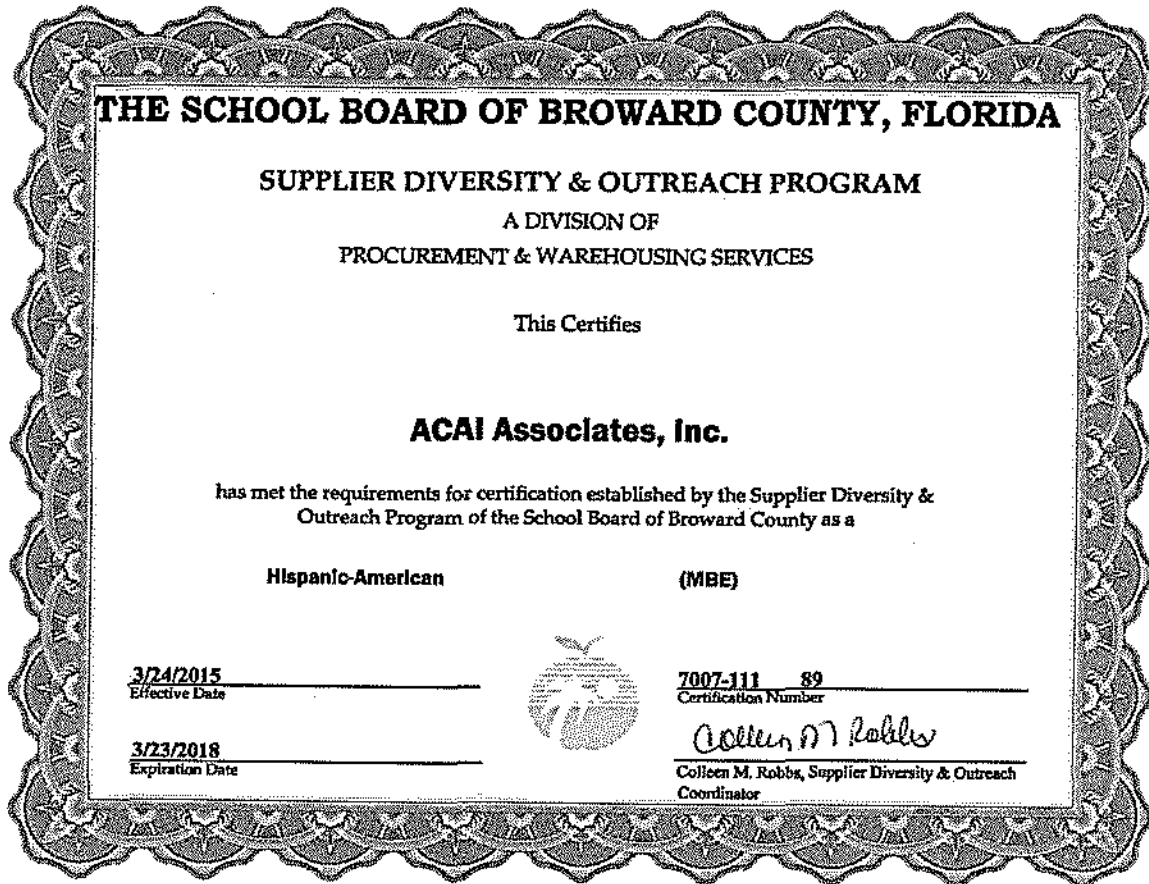 THE SCHOOL BOARD OF BROWARD COUNTY, FLORIDA
SUPPLIER DIVERSITY & OUTREACH PROGRAM
A DIVISION OF
PROCUREMENT & WAREHOUSING SERVICES
This Certifies
ACAI Associates, Inc.
has met the requirements for certification established by the Supplier Diversity &
Outreach Program of the School Board of Broward County as a
Hispanic-American (MBE)
3/24/2015
Effective Date
7007-111 89
Certification Number
Colleen M Robbs
3/23/2018
Expiration Date
Colleen M. Robbs, Supplier Diversity & Outreach
Coordinator